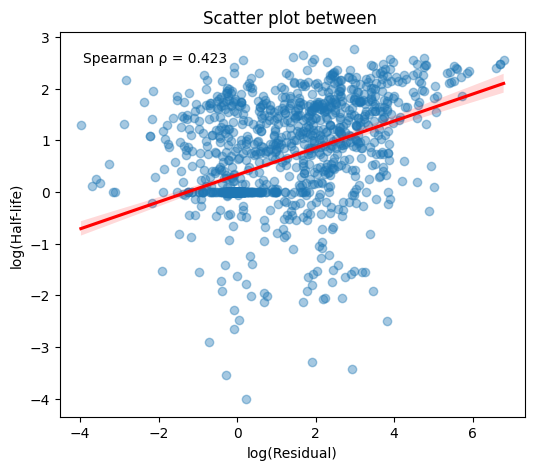 Scatter plot between
Spearman ρ = 0.423
3
2
1
0
−1
−2
−3
−4
log(Half-life)
−4 −2 0 2 4 6
log(Residual)